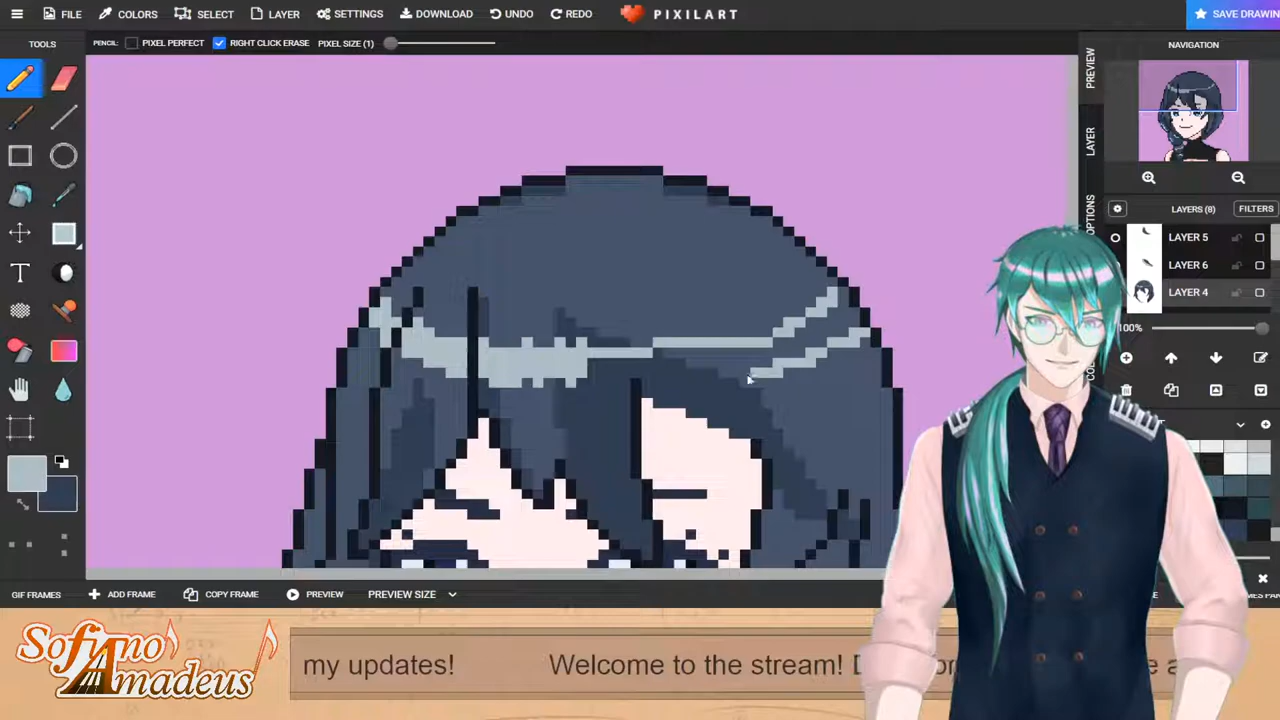 FILE COLORS SELECT LAYER SETTINGS DOWNLOAD UNDO REDO PIXILART SAVE DRAWIN
TOOLS PENCIL: PIXEL PERFECT RIGHT CLICK ERASE PIXEL SIZE (1) PREVIEW NAVIGATION
LAYER
OPTIONS
LAYERS (8) FILTERS
LAYER 5
LAYER 6
LAYER 4
100%
GIF FRAMES ADD FRAME COPY FRAME PREVIEW PREVIEW SIZE
Sofiano
Amadeus
my updates! Welcome to the stream!